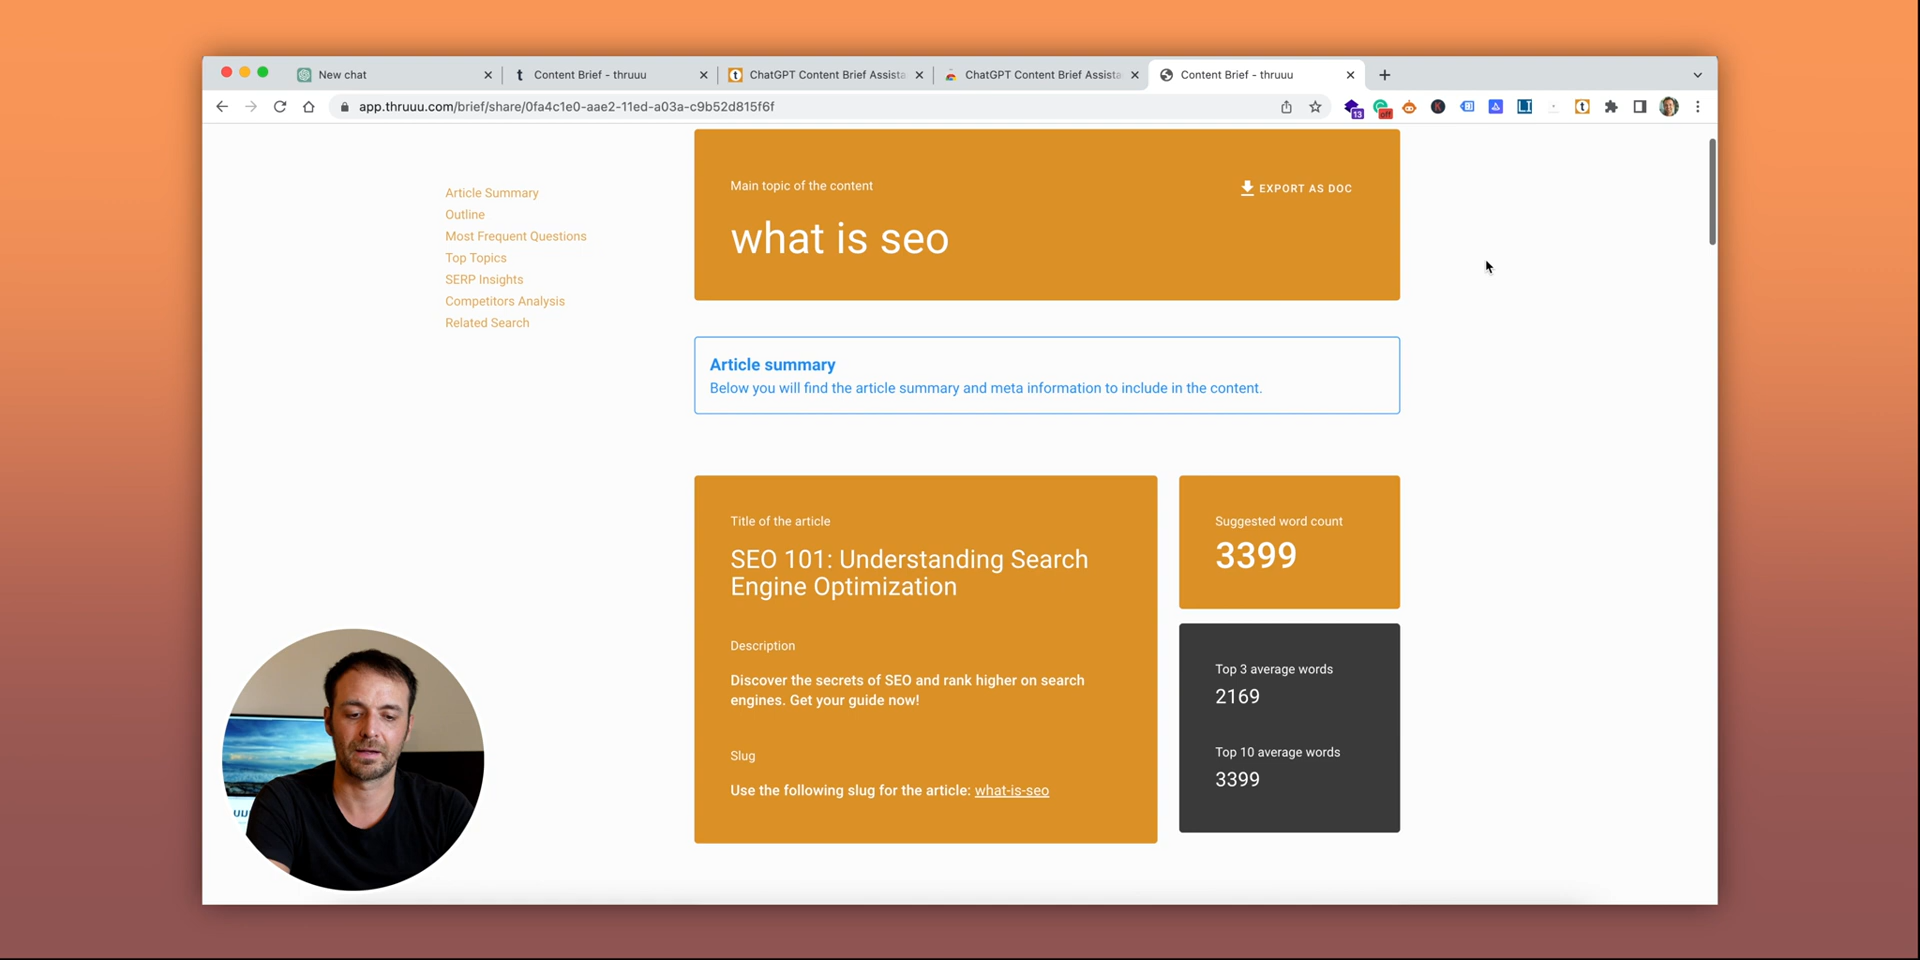 New chat
Content Brief - thruuu
ChatGPT Content Brief Assista
ChatGPT Content Brief Assista
Content Brief - thruuu
app.thruuu.com/brief/share/0fa4c1e0-aae2-11ed-a03a-c9b52d815f6f
13
off
Article Summary
Outline
Most Frequent Questions
Top Topics
SERP Insights
Competitors Analysis
Related Search
Main topic of the content
EXPORT AS DOC
what is seo
Article summary
Below you will find the article summary and meta information to include in the content.
Title of the article
SEO 101: Understanding Search
Engine Optimization
Description
Discover the secrets of SEO and rank higher on search
engines. Get your guide now!
Slug
Use the following slug for the article: what-is-seo
Suggested word count
3399
Top 3 average words
2169
Top 10 average words
3399